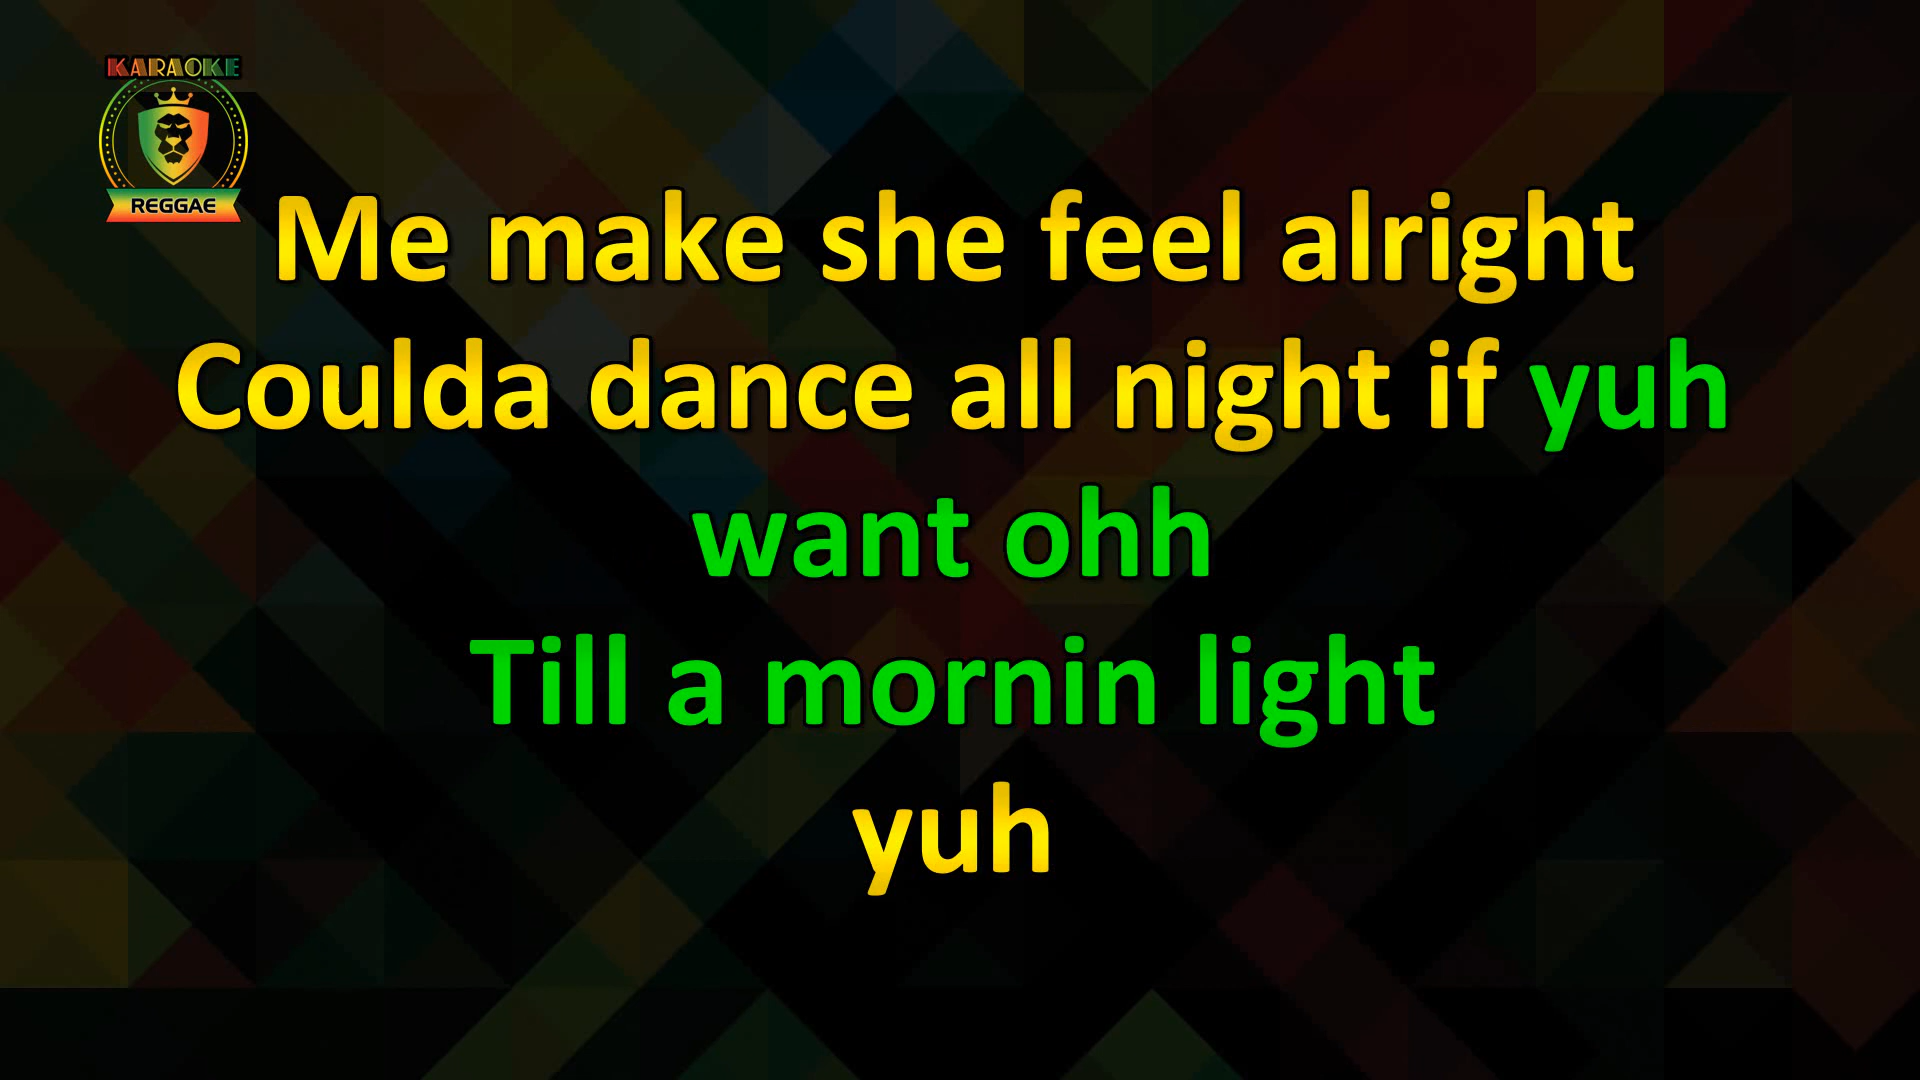 KARAOKE
REGGAE
Me make she feel alright
Coulda dance all night if yuh
want ohh
Till a mornin light
yuh